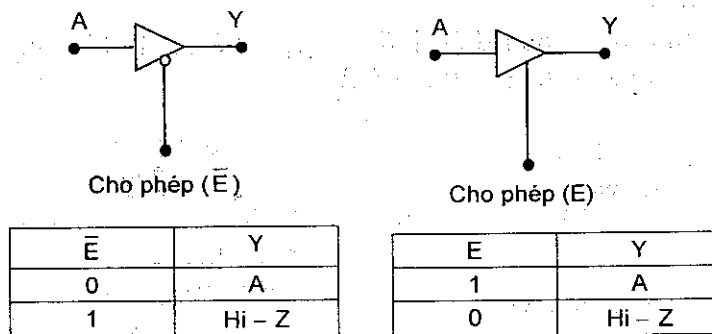 A Y
Cho phép (E̅)
E̅ Y
0 A
1 Hi – Z
A Y
Cho phép (E)
E Y
1 A
0 Hi – Z